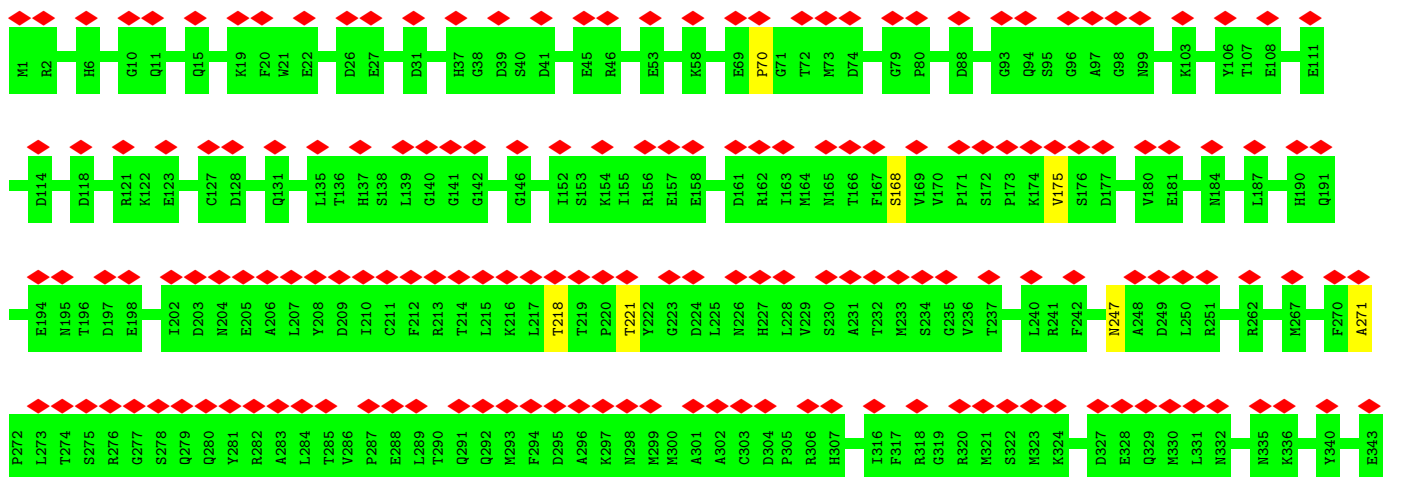 M1 R2 H6 G10 Q11 Q15 K19 F20 W21 E22 D26 E27 D31 H37 G38 D39 S40 D41 E45 R46 E53 K58 E69 P70 G71 T72 M73 D74 G79 P80 D88 G93 Q94 S95 G96 A97 G98 N99 K103 Y106 T107 E108 E111
D114 D118 R121 K122 E123 C127 D128 Q131 L135 T136 H137 S138 L139 G140 G141 G142 G146 I152 S153 K154 I155 R156 E157 E158 D161 R162 I163 M164 N165 T166 F167 S168 V169 V170 P171 S172 P173 K174 V175 S176 D177 V180 E181 N184 L187 H190 Q191
E194 N195 T196 D197 E198 I202 D203 N204 E205 A206 L207 Y208 D209 I210 C211 F212 R213 T214 L215 K216 L217 T218 T219 P220 T221 Y222 G223 D224 L225 N226 H227 L228 V229 S230 A231 T232 M233 S234 G235 V236 T237 L240 R241 F242 N247 A248 D249 L250 R251 R262 M267 F270 A271
P272 L273 T274 S275 R276 G277 S278 Q279 Q280 Y281 R282 A283 L284 T285 V286 P287 E288 L289 T290 Q291 Q292 M293 F294 D295 A296 K297 N298 M299 M300 A301 A302 C303 D304 P305 R306 H307 I316 F317 R318 G319 R320 M321 S322 M323 K324 D327 E328 Q329 M330 L331 N332 N335 K336 Y340 E343